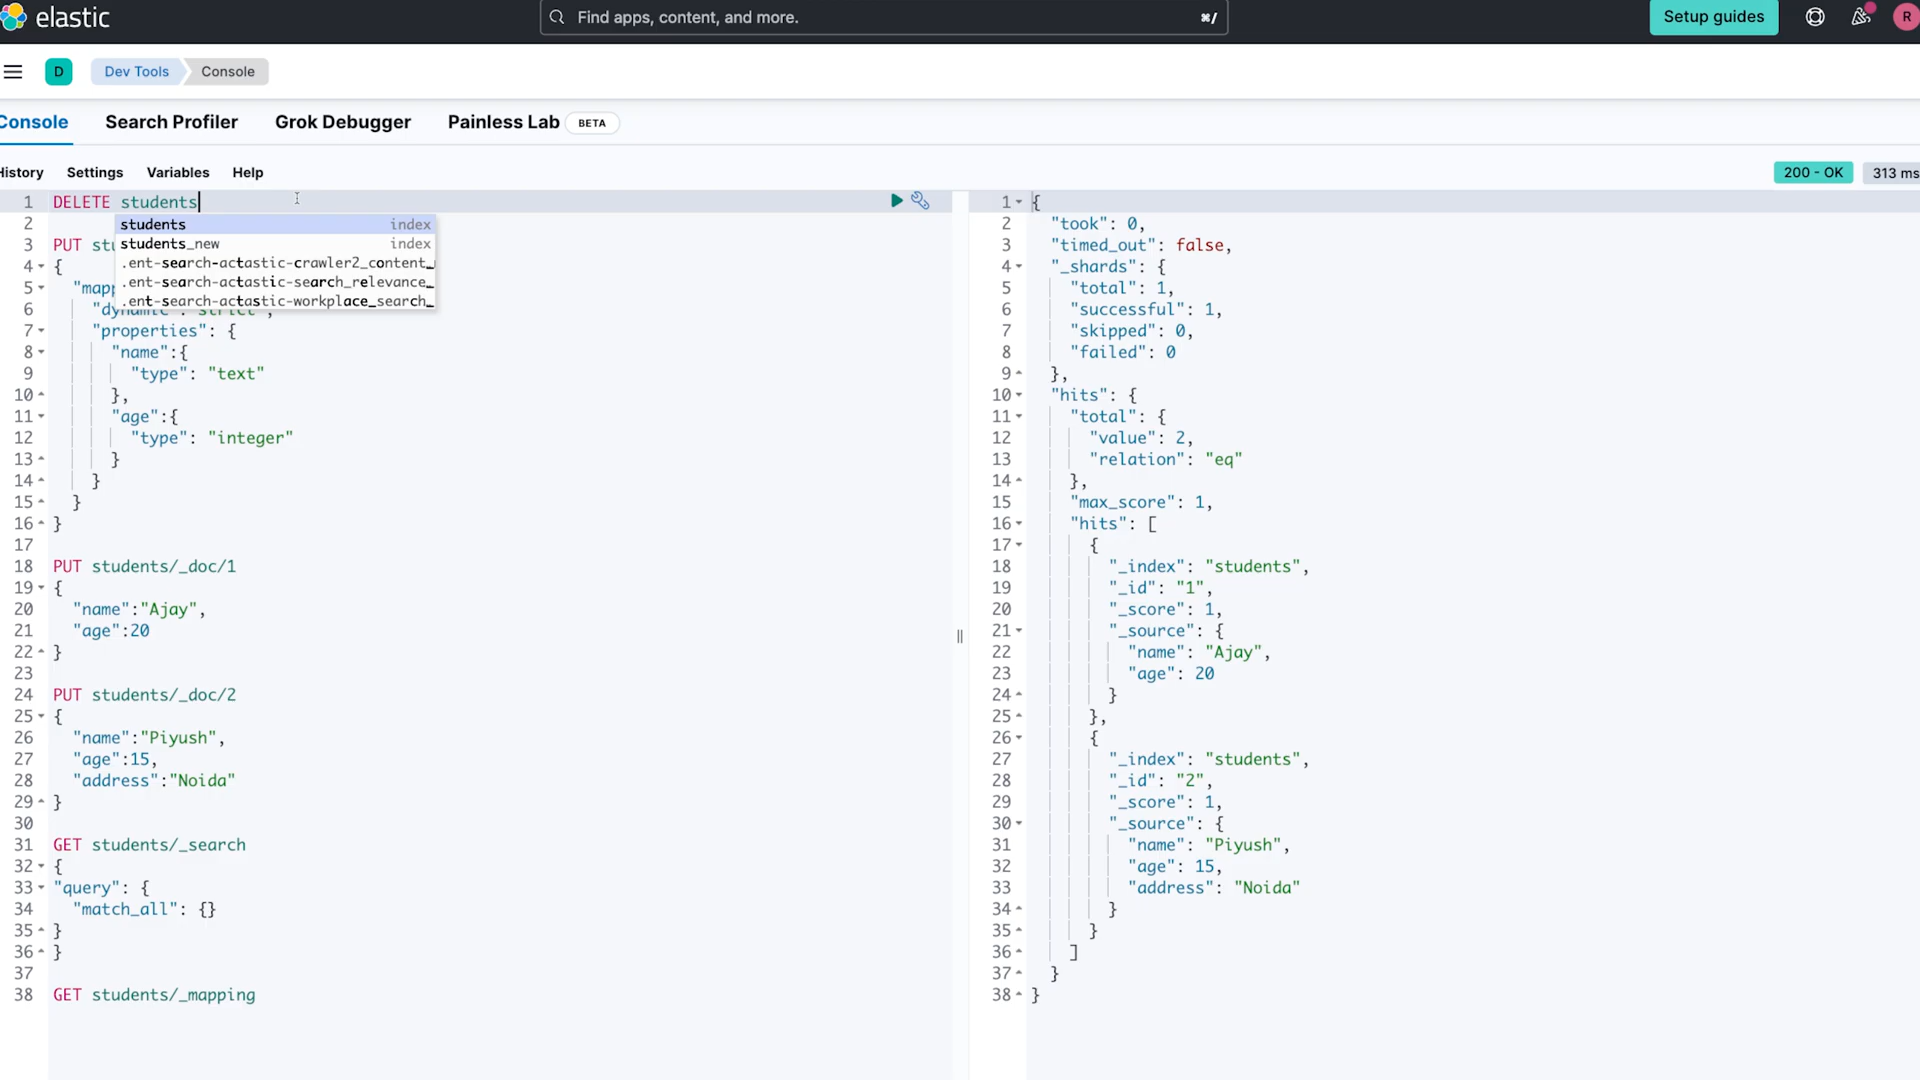 elastic
Find apps, content, and more.
⌘/
Setup guides
R
D
Dev Tools
Console
Console
Search Profiler
Grok Debugger
Painless Lab
BETA
History
Settings
Variables
Help
200 - OK
313 ms
1 DELETE students
2
students index
students_new index
.ent-search-actastic-crawler2_content_
.ent-search-actastic-search_relevance_
.ent-search-actastic-workplace_search_
3 PUT stu
4 {
5 "mapp
6 "dynamic": "strict",
7 "properties": {
8 "name":{
9 "type": "text"
10 },
11 "age":{
12 "type": "integer"
13 }
14 }
15 }
16 }
17
18 PUT students/_doc/1
19 {
20 "name":"Ajay",
21 "age":20
22 }
23
24 PUT students/_doc/2
25 {
26 "name":"Piyush",
27 "age":15,
28 "address":"Noida"
29 }
30
31 GET students/_search
32 {
33 "query": {
34 "match_all": {}
35 }
36 }
37
38 GET students/_mapping
1 {
2 "took": 0,
3 "timed_out": false,
4 "_shards": {
5 "total": 1,
6 "successful": 1,
7 "skipped": 0,
8 "failed": 0
9 },
10 "hits": {
11 "total": {
12 "value": 2,
13 "relation": "eq"
14 },
15 "max_score": 1,
16 "hits": [
17 {
18 "_index": "students",
19 "_id": "1",
20 "_score": 1,
21 "_source": {
22 "name": "Ajay",
23 "age": 20
24 }
25 },
26 {
27 "_index": "students",
28 "_id": "2",
29 "_score": 1,
30 "_source": {
31 "name": "Piyush",
32 "age": 15,
33 "address": "Noida"
34 }
35 }
36 ]
37 }
38 }